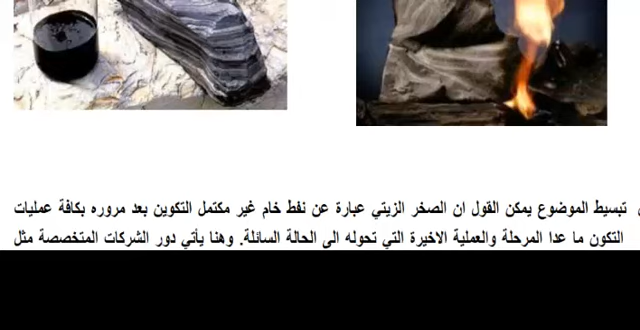 تبسيط الموضوع يمكن القول ان الصخر الزيتي عبارة عن نفط خام غير مكتمل التكوين بعد مروره بكافة عمليات
التكون ما عدا المرحلة والعملية الاخيرة التي تحوله الى الحالة السائلة. وهنا يأتي دور الشركات المتخصصة مثل